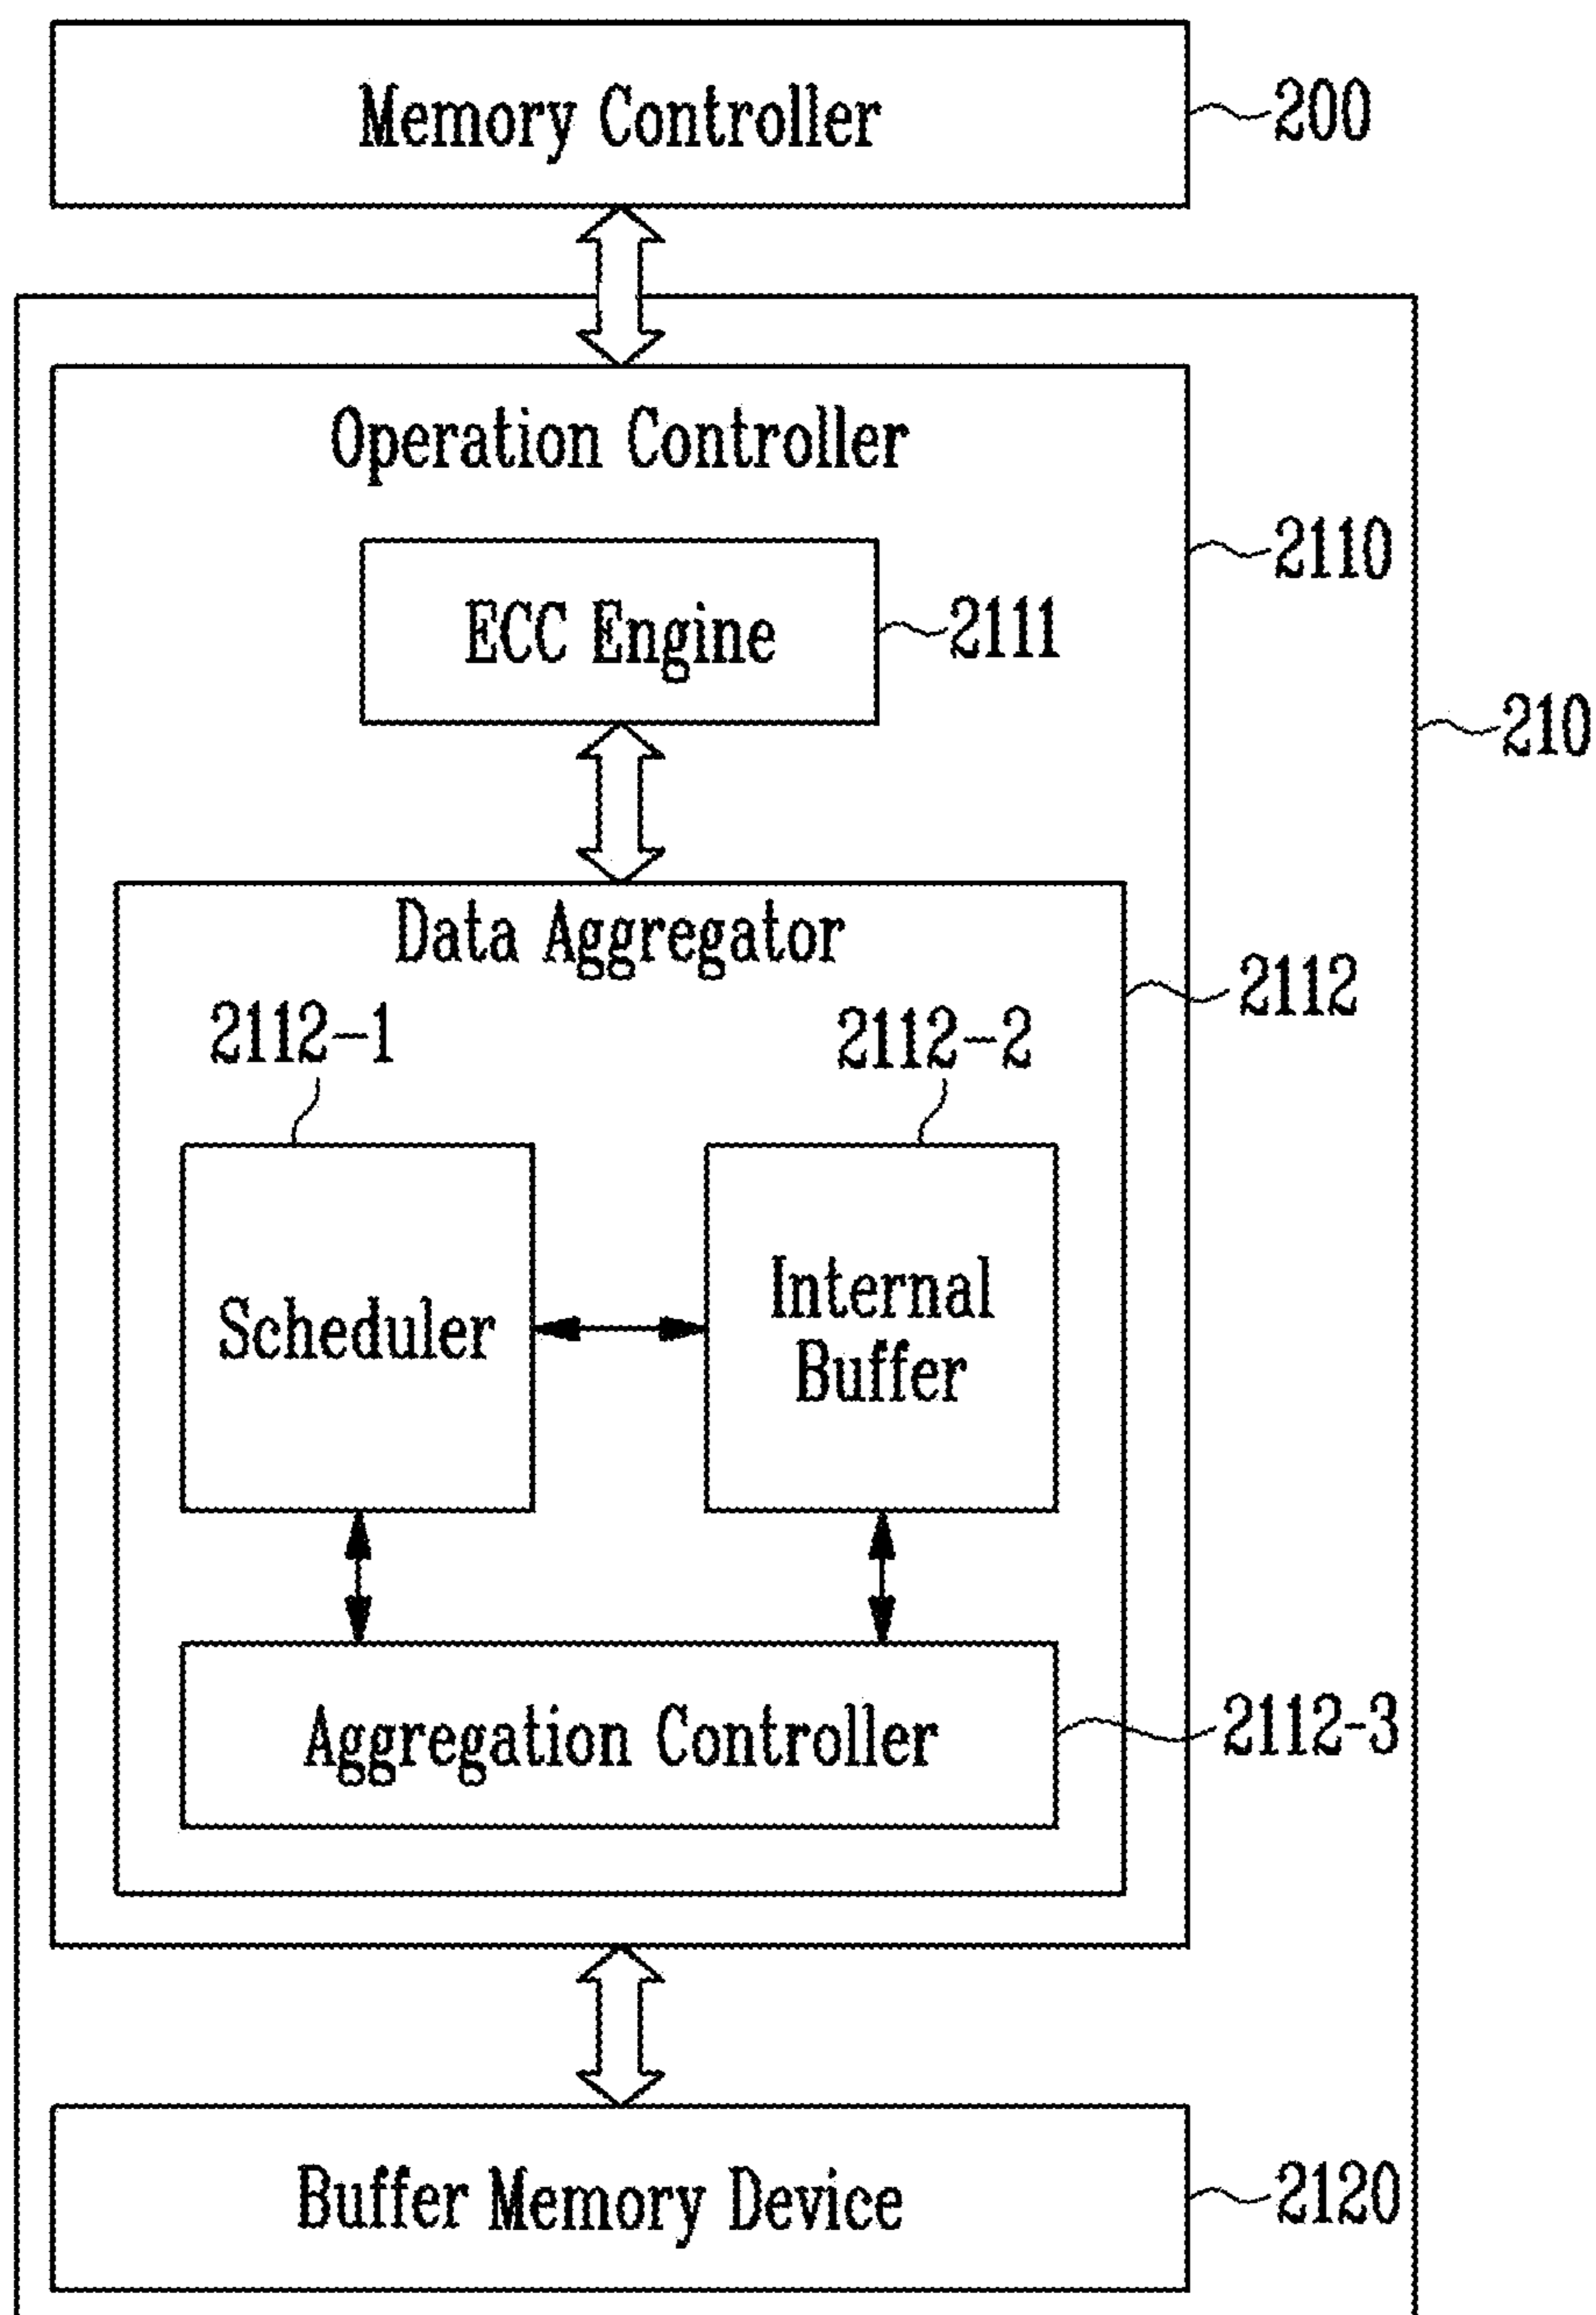 Memory Controller
200
Operation Controller
2110
ECC Engine
2111
210
Data Aggregator
2112
2112-1
2112-2
Scheduler
Internal
Buffer
Aggregation Controller
2112-3
Buffer Memory Device
2120